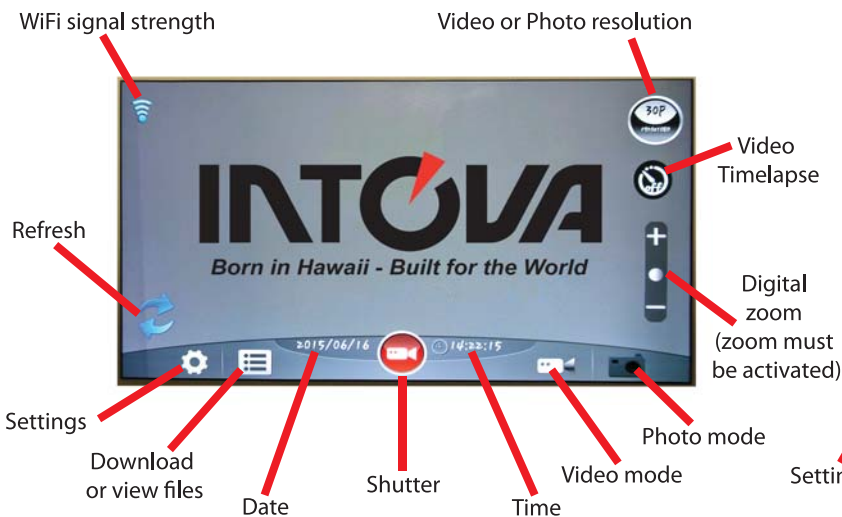 WiFi signal strength
Video or Photo resolution
30P
Video
Timelapse
off
INTOVA
Born in Hawaii - Built for the World
Refresh
Digital
zoom
(zoom must
be activated)
2015/06/16
14:22:15
Settings
Download
or view files
Date
Shutter
Time
Video mode
Photo mode